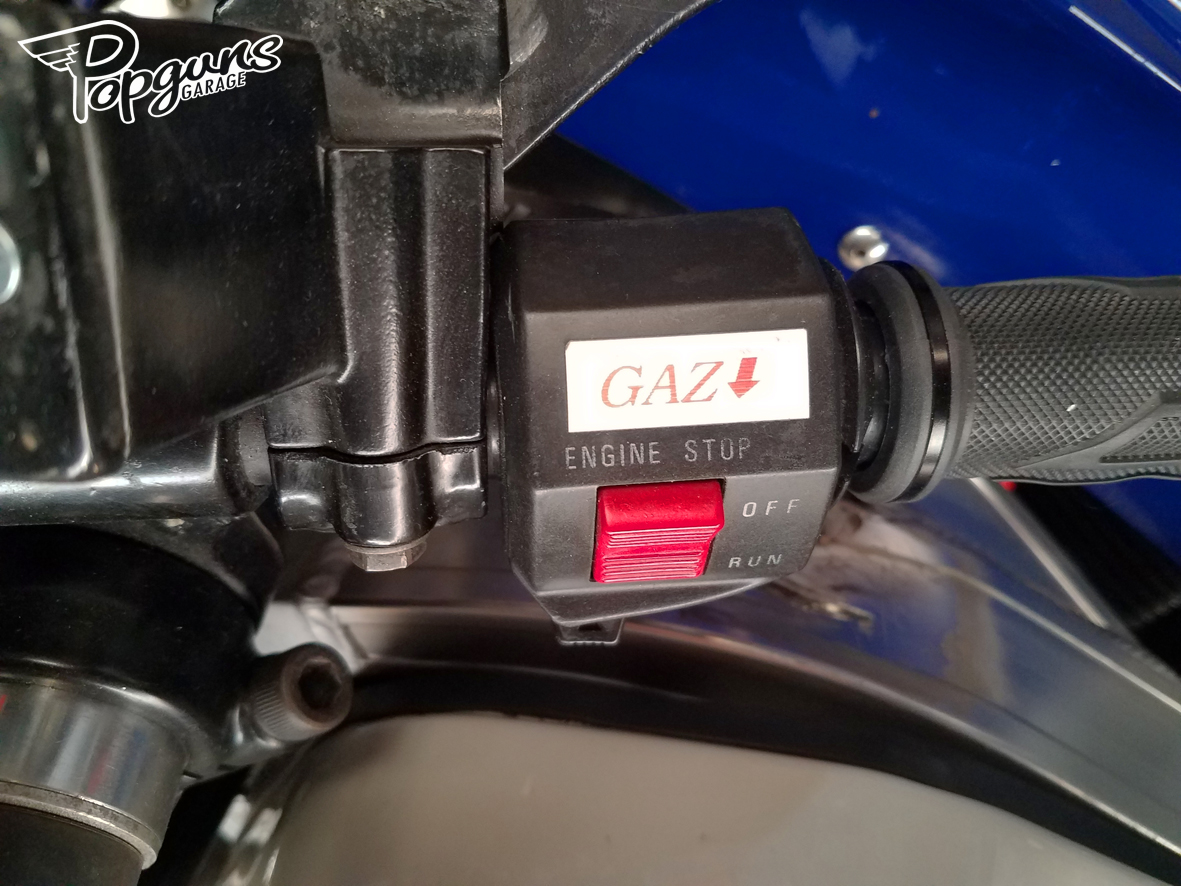 Popguns
GARAGE
GAZ
ENGINE STOP
OFF
RUN